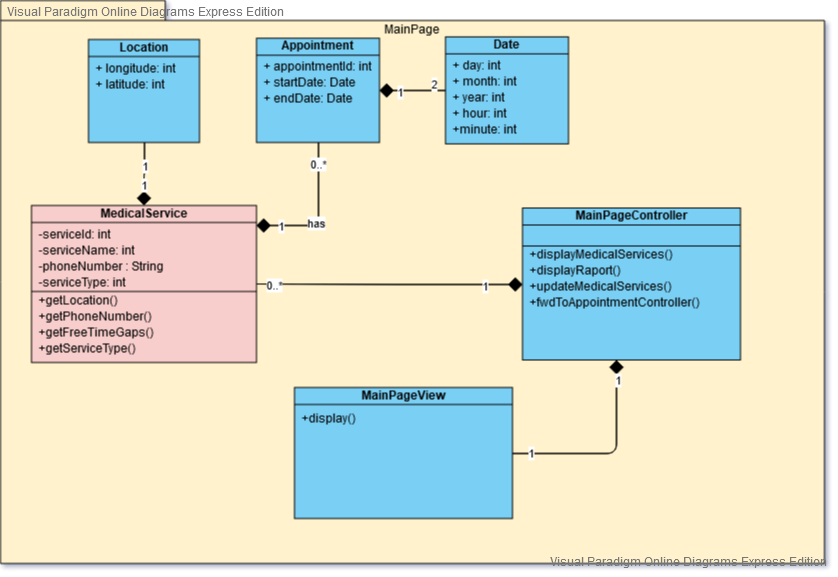 Visual Paradigm Online Diagrams Express Edition
MainPage
Location
+ longitude: int
+ latitude: int
Appointment
+ appointmentId: int
+ startDate: Date
+ endDate: Date
Date
+ day: int
+ month: int
+ year: int
+ hour: int
+minute: int
1
2
1
1
0..*
1
has
MedicalService
-serviceId: int
-serviceName: int
-phoneNumber : String
-serviceType: int
+getLocation()
+getPhoneNumber()
+getFreeTimeGaps()
+getServiceType()
0..*
1
MainPageController
+displayMedicalServices()
+displayRaport()
+updateMedicalServices()
+fwdToAppointmentController()
1
1
MainPageView
+display()
Visual Paradigm Online Diagrams Express Edition